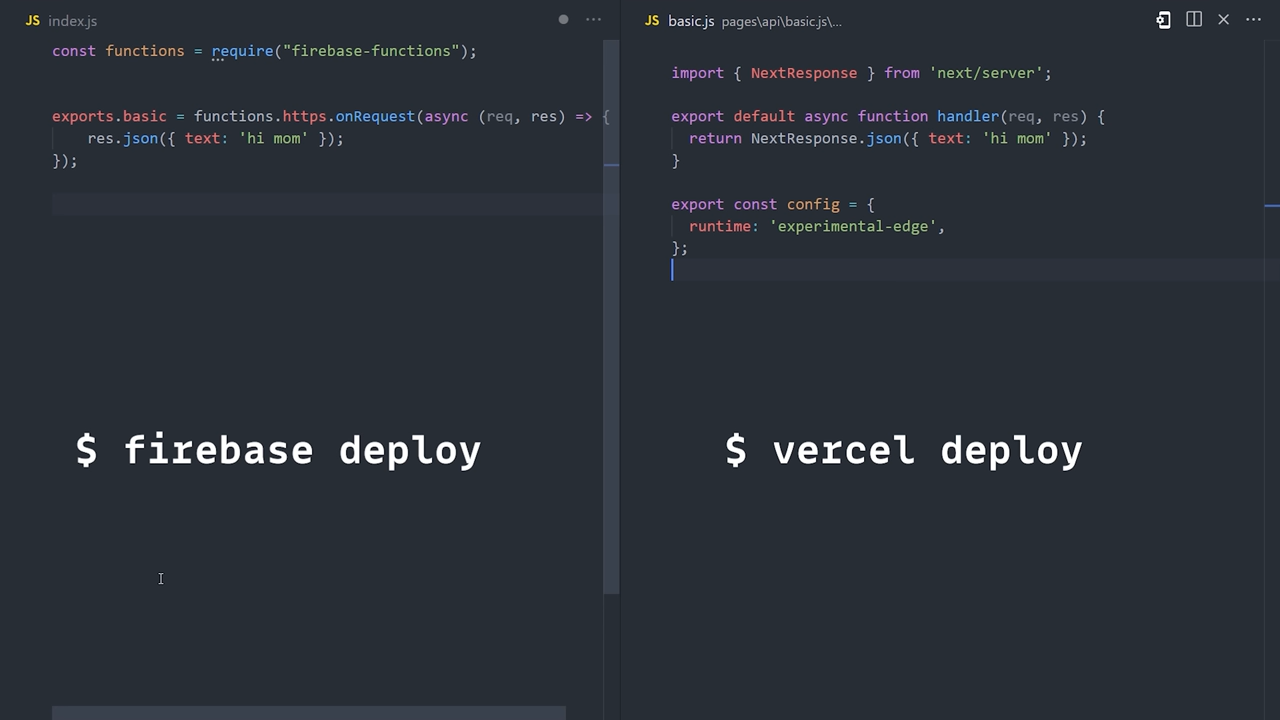 JS index.js
const functions = require("firebase-functions");
exports.basic = functions.https.onRequest(async (req, res) => {
res.json({ text: 'hi mom' });
});
$ firebase deploy
JS basic.js pages\api\basic.js\...
import { NextResponse } from 'next/server';
export default async function handler(req, res) {
return NextResponse.json({ text: 'hi mom' });
}
export const config = {
runtime: 'experimental-edge',
};
$ vercel deploy